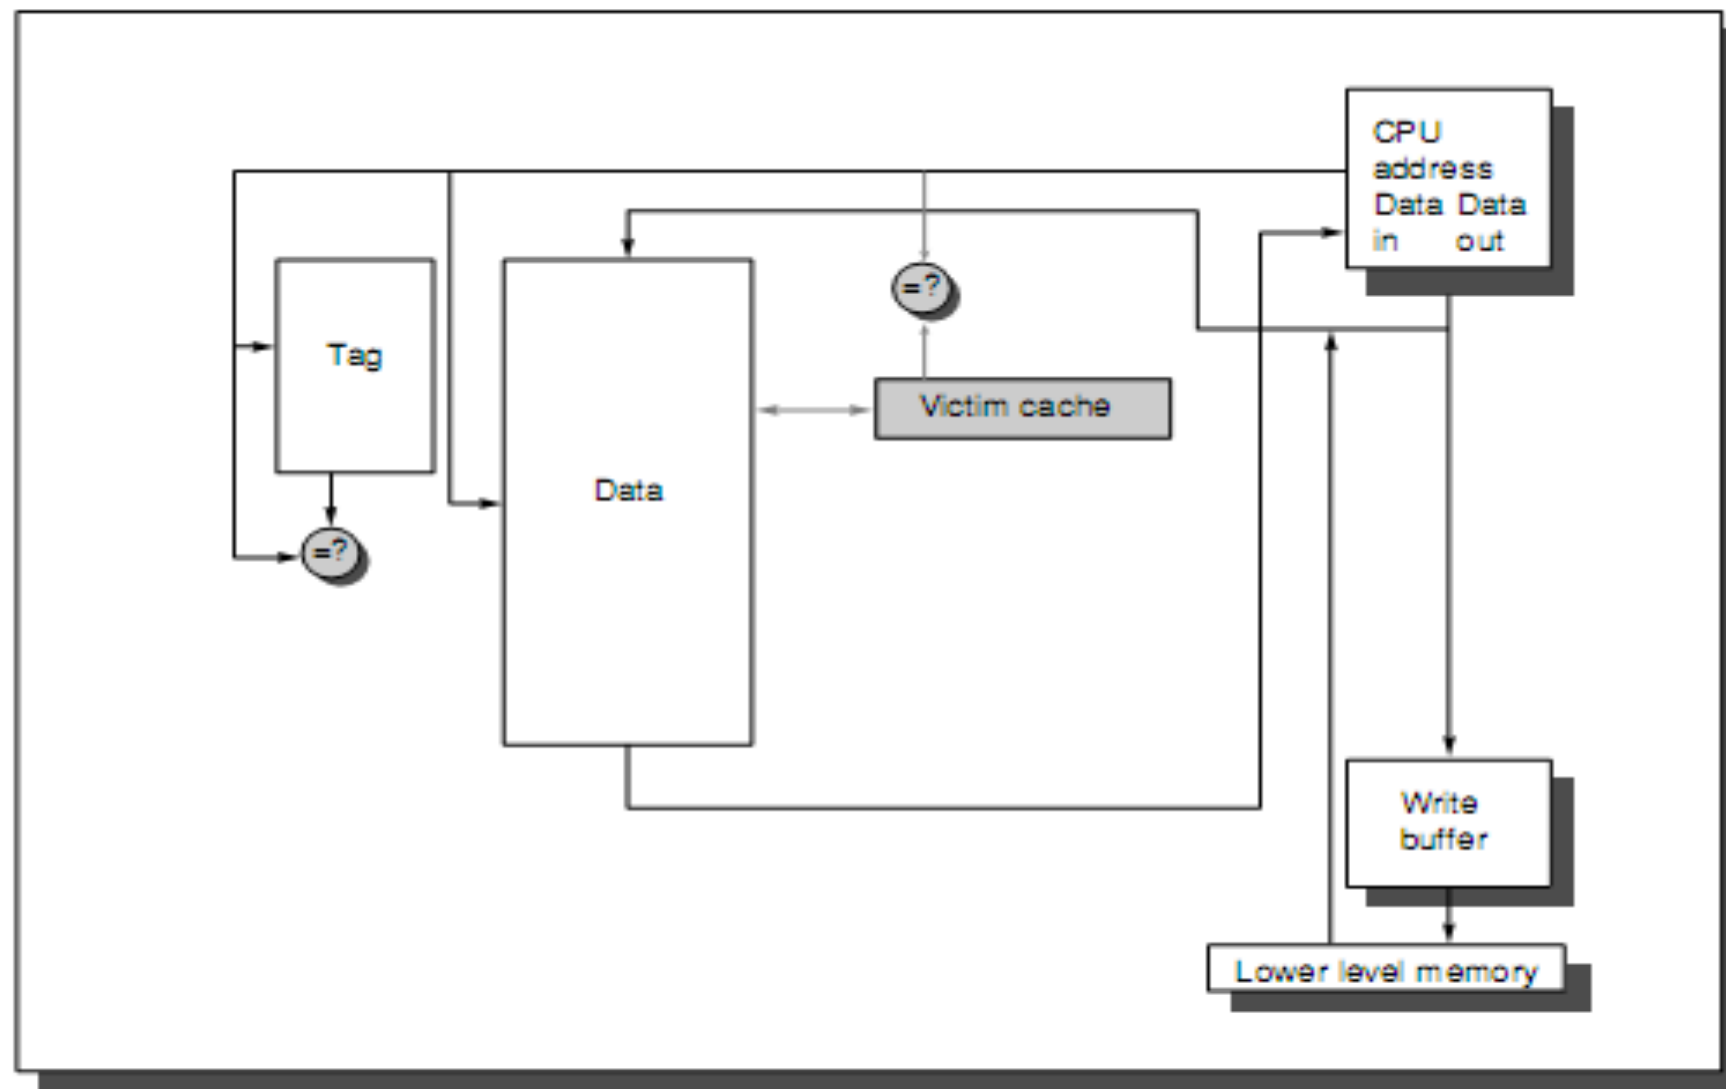 CPU
address
Data Data
in out
=?
Tag
Victim cache
Data
=?
Write
buffer
Lower level memory